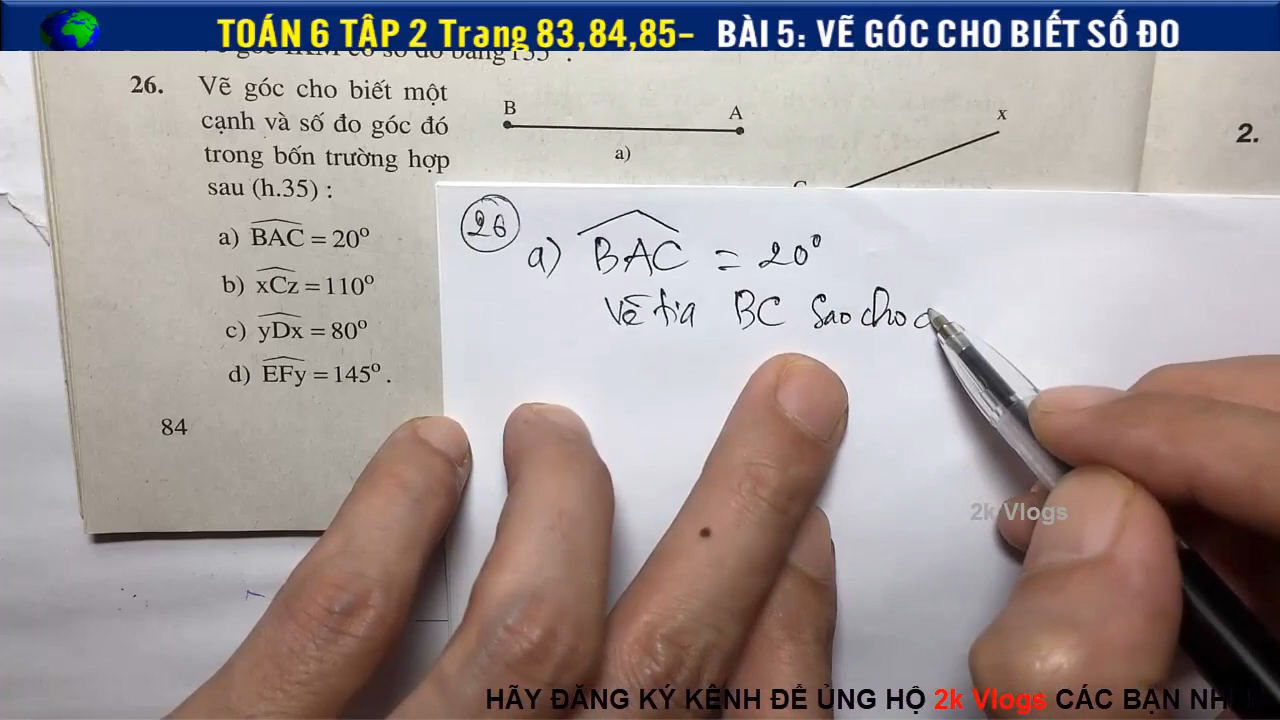 TOÁN 6 TẬP 2 Trang 83,84,85- BÀI 5: VẼ GÓC CHO BIẾT SỐ ĐO
26. Vẽ góc cho biết một
cạnh và số đo góc đó
trong bốn trường hợp
sau (h.35) :
a) BAC = 20°
b) xCz = 110°
c) yDx = 80°
d) EFy = 145° .
84
B
A
a)
x
2.
26
a) BAC = 20°
Vẽ tia BC sao cho
2k Vlogs
HÃY ĐĂNG KÝ KÊNH ĐỂ ỦNG HỘ 2k Vlogs CÁC BẠN NH